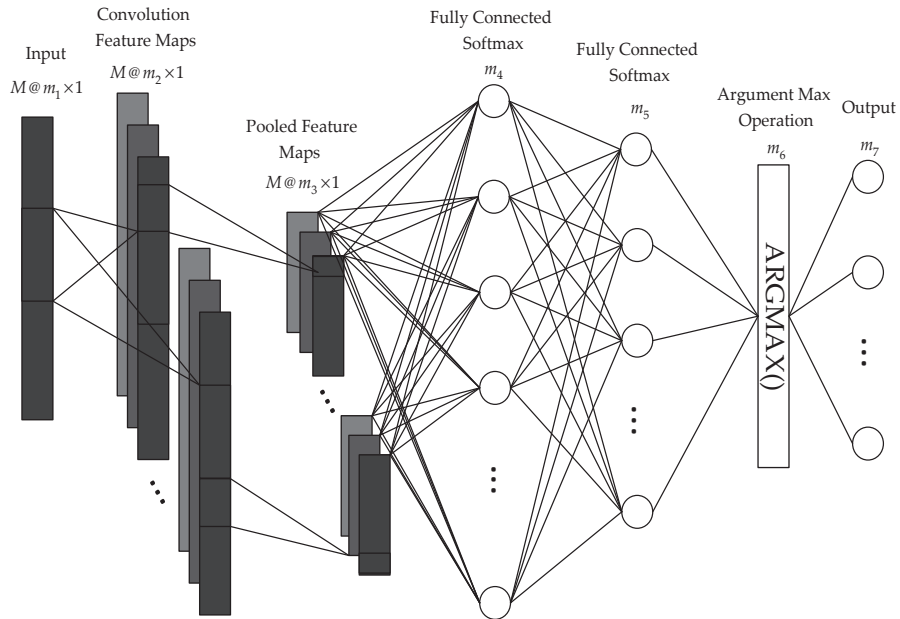 Input
M@m₁×1
Convolution
Feature Maps
M@m₂×1
Pooled Feature
Maps
M@m₃×1
Fully Connected
Softmax
m₄
Fully Connected
Softmax
m₅
Argument Max
Operation
m₆
ARGMAX()
Output
m₇